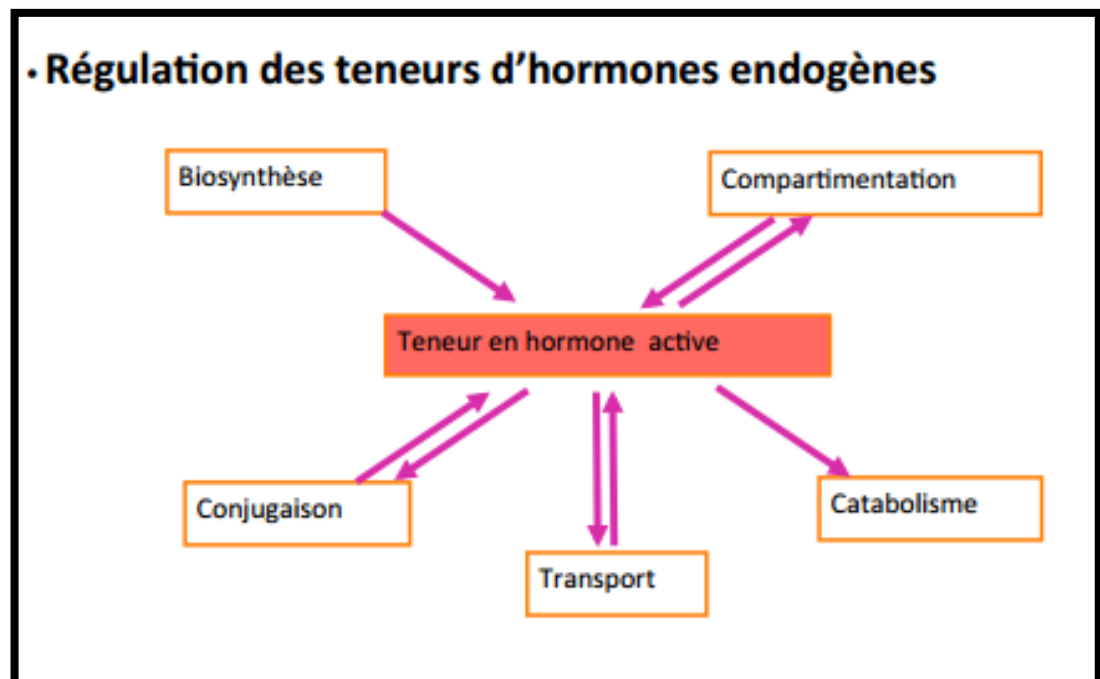 • Régulation des teneurs d’hormones endogènes
Biosynthèse
Compartimentation
Teneur en hormone active
Conjugaison
Catabolisme
Transport